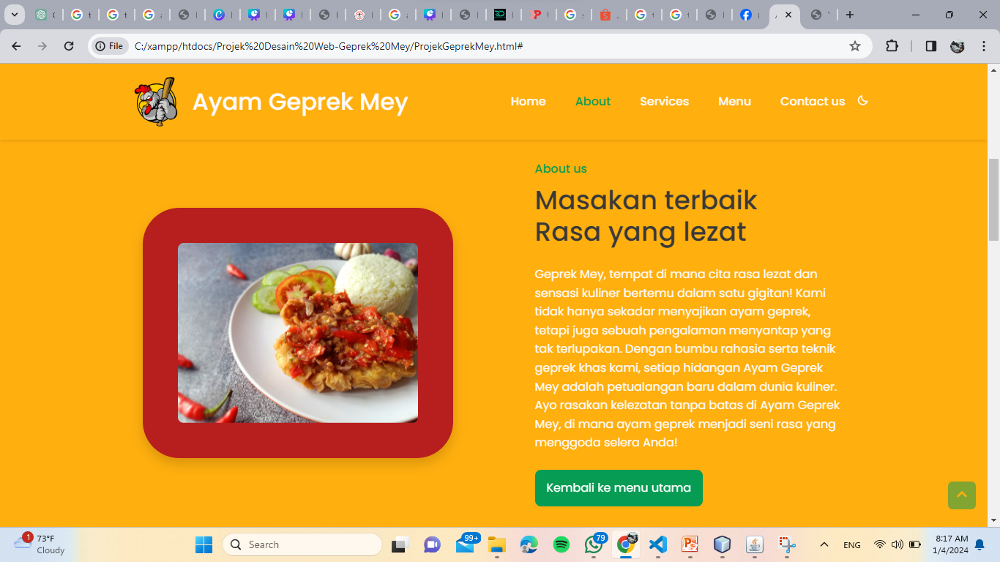 File
C:/xampp/htdocs/Projek%20Desain%20Web-Geprek%20Mey/ProjekGeprekMey.html#
Ayam Geprek Mey
Home
About
Services
Menu
Contact us
About us
Masakan terbaik
Rasa yang lezat
Geprek Mey, tempat di mana cita rasa lezat dan
sensasi kuliner bertemu dalam satu gigitan! Kami
tidak hanya sekadar menyajikan ayam geprek,
tetapi juga sebuah pengalaman menyantap yang
tak terlupakan. Dengan bumbu rahasia serta teknik
geprek khas kami, setiap hidangan Ayam Geprek
Mey adalah petualangan baru dalam dunia kuliner.
Ayo rasakan kelezatan tanpa batas di Ayam Geprek
Mey, di mana ayam geprek menjadi seni rasa yang
menggoda selera Anda!
Kembali ke menu utama
1
73°F
Cloudy
Search
99+
79
ENG
8:17 AM
1/4/2024